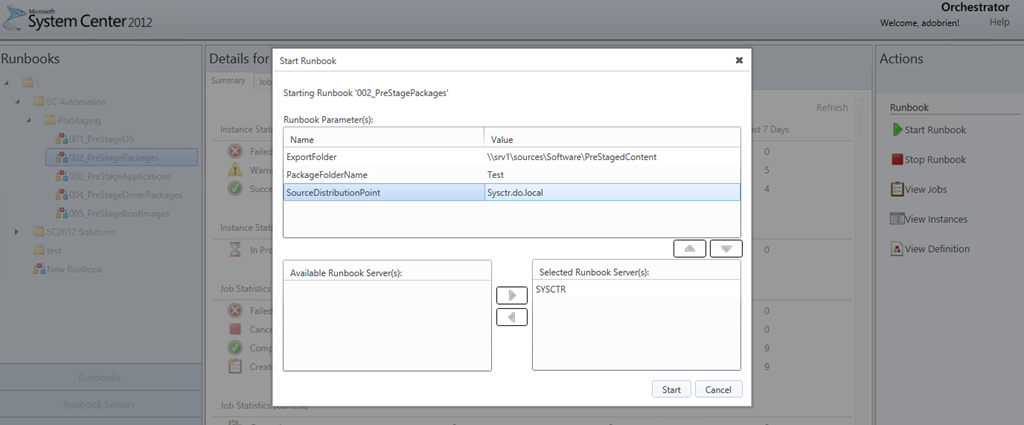 Microsoft
System Center 2012
Orchestrator
Welcome, adobrien!
Help
Runbooks
\
SC Automation
PreStaging
001_PreStageOS
002_PreStagePackages
003_PreStageApplications
004_PreStageDriverPackages
005_PreStageBootImages
SC2012 Solutions
test
New Runbook
Runbooks
Runbook Servers
Details for
Summary
Job
Refresh
Instance Stati
st 7 Days
Failed
0
Warni
5
Succe
4
Instance Stati
In Pro
0
Job Statistics (
Failed
0
Cance
0
Comp
9
Create
9
Job Statistics (Current)
Start Runbook
Starting Runbook '002_PreStagePackages'
Runbook Parameter(s):
Name Value
ExportFolder \\srv1\sources\Software\PreStagedContent
PackageFolderName Test
SourceDistributionPoint Sysctr.do.local
Available Runbook Server(s):
Selected Runbook Server(s):
SYSCTR
Start
Cancel
Actions
Runbook
Start Runbook
Stop Runbook
View Jobs
View Instances
View Definition